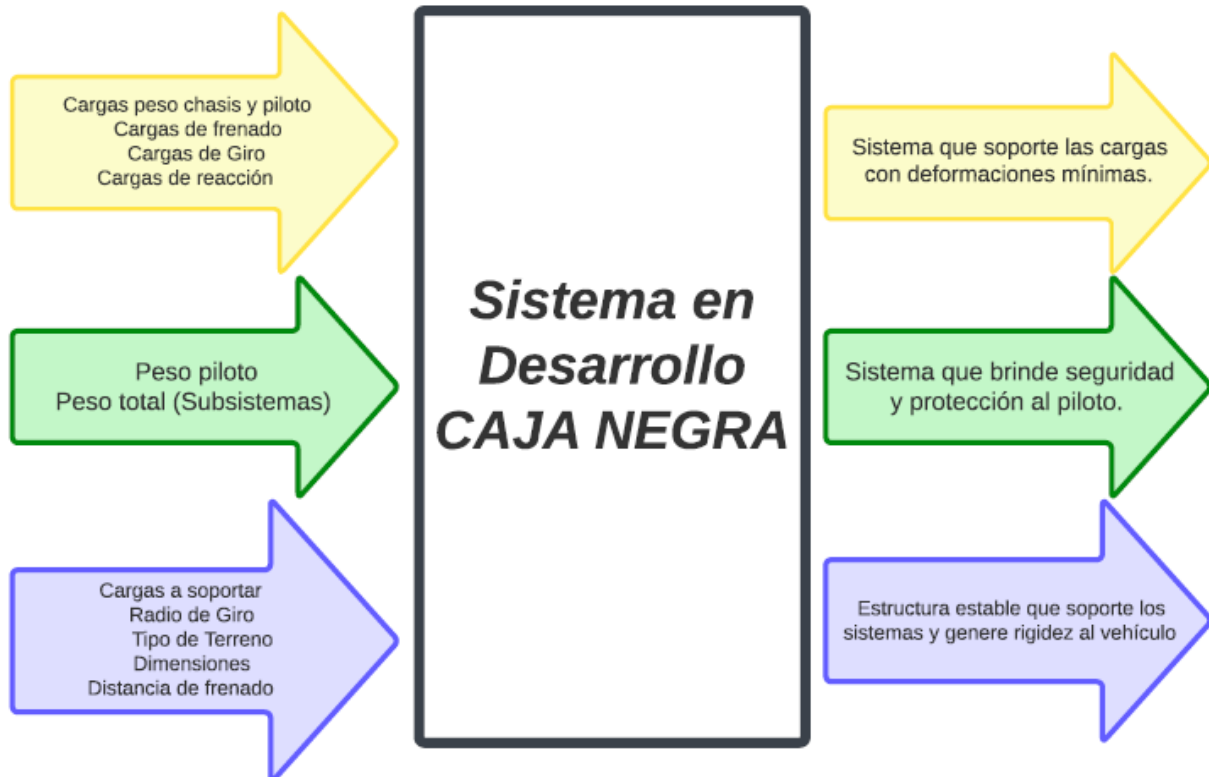 Cargas peso chasis y piloto
Cargas de frenado
Cargas de Giro
Cargas de reacción
Peso piloto
Peso total (Subsistemas)
Cargas a soportar
Radio de Giro
Tipo de Terreno
Dimensiones
Distancia de frenado
Sistema en
Desarrollo
CAJA NEGRA
Sistema que soporte las cargas
con deformaciones mínimas.
Sistema que brinde seguridad
y protección al piloto.
Estructura estable que soporte los
sistemas y genere rigidez al vehículo